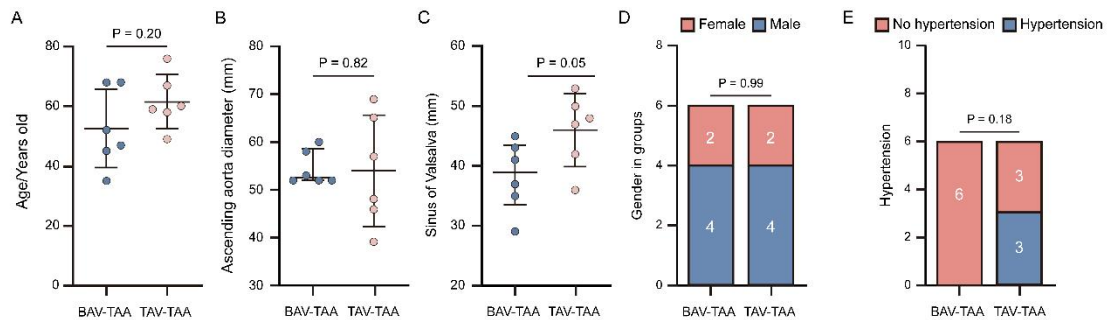 A
P = 0.20
Age/Years old
80
60
40
20
0
BAV-TAA TAV-TAA
B
P = 0.82
Ascending aorta diameter (mm)
80
70
60
50
40
30
BAV-TAA TAV-TAA
C
P = 0.05
Sinus of Valsalva (mm)
60
50
40
30
20
BAV-TAA TAV-TAA
D
Female Male
P = 0.99
Gender in groups
8
6
4
2
0
2 2
4 4
BAV-TAA TAV-TAA
E
No hypertension Hypertension
P = 0.18
Hypertension
10
8
6
4
2
0
6 3
3
BAV-TAA TAV-TAA